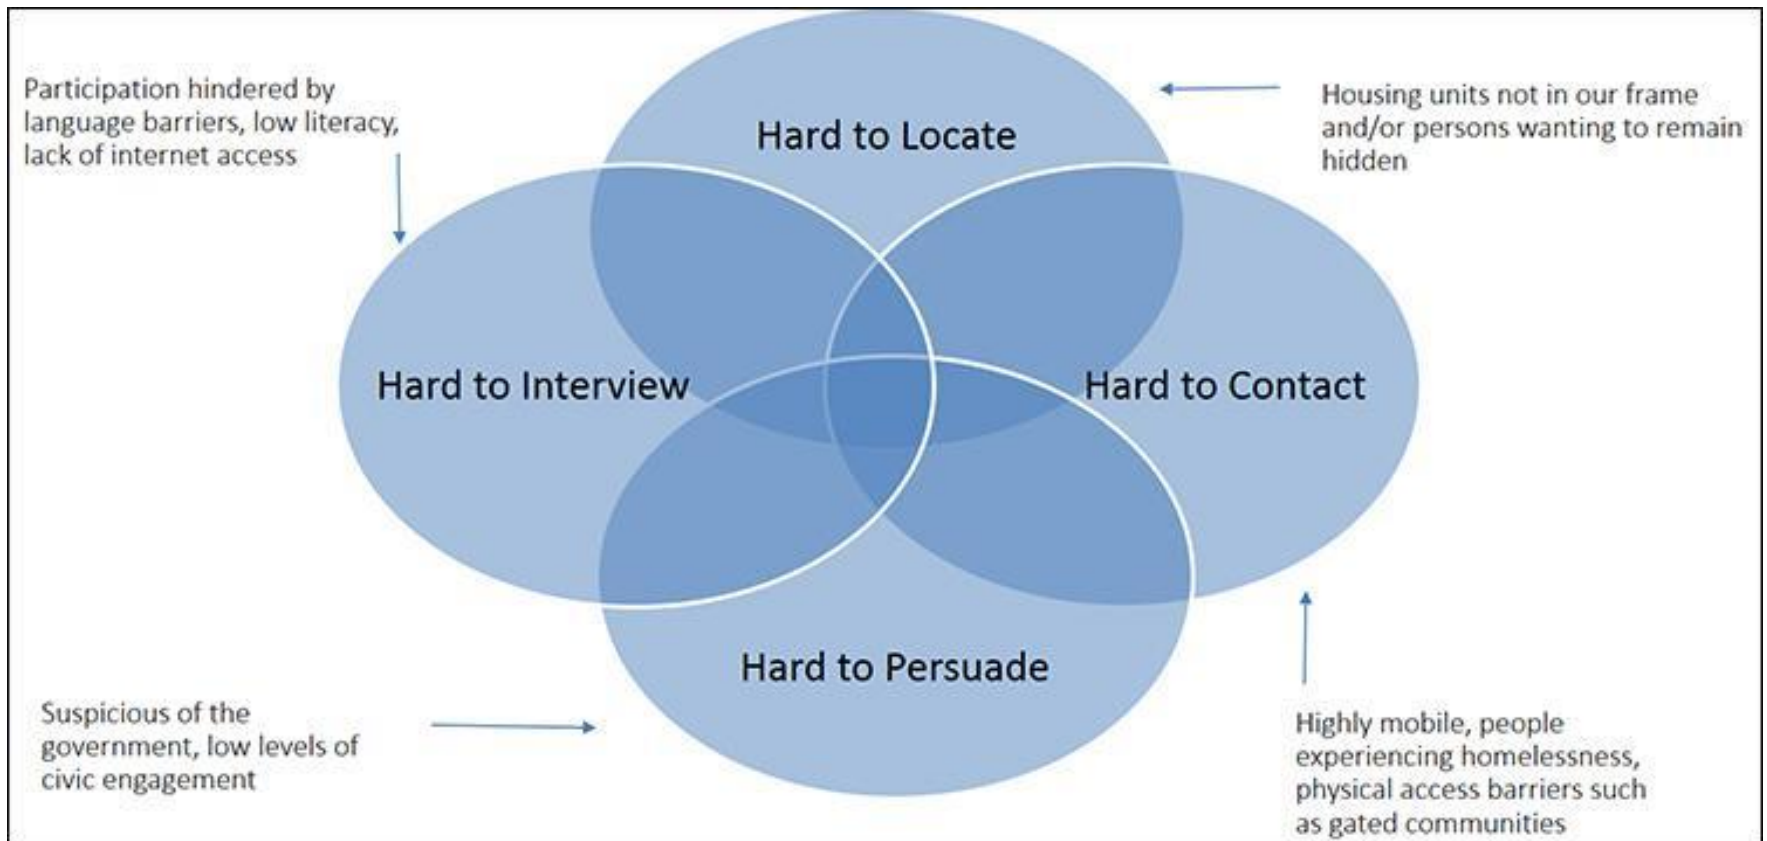 Participation hindered by
language barriers, low literacy,
lack of internet access
Hard to Locate
Housing units not in our frame
and/or persons wanting to remain
hidden
Hard to Interview
Hard to Contact
Hard to Persuade
Suspicious of the
government, low levels of
civic engagement
Highly mobile, people
experiencing homelessness,
physical access barriers such
as gated communities